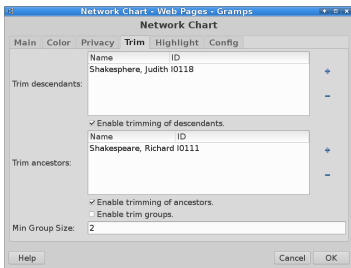 Network Chart - Web Pages - Gramps
Network Chart
Main Color Privacy Trim Highlight Config
Name ID
Shakesphere, Judith I0118
Trim descendants:
Enable trimming of descendants.
Name ID
Shakespeare, Richard I0111
Trim ancestors:
Enable trimming of ancestors.
Enable trim groups.
Min Group Size: 2
Help Cancel OK